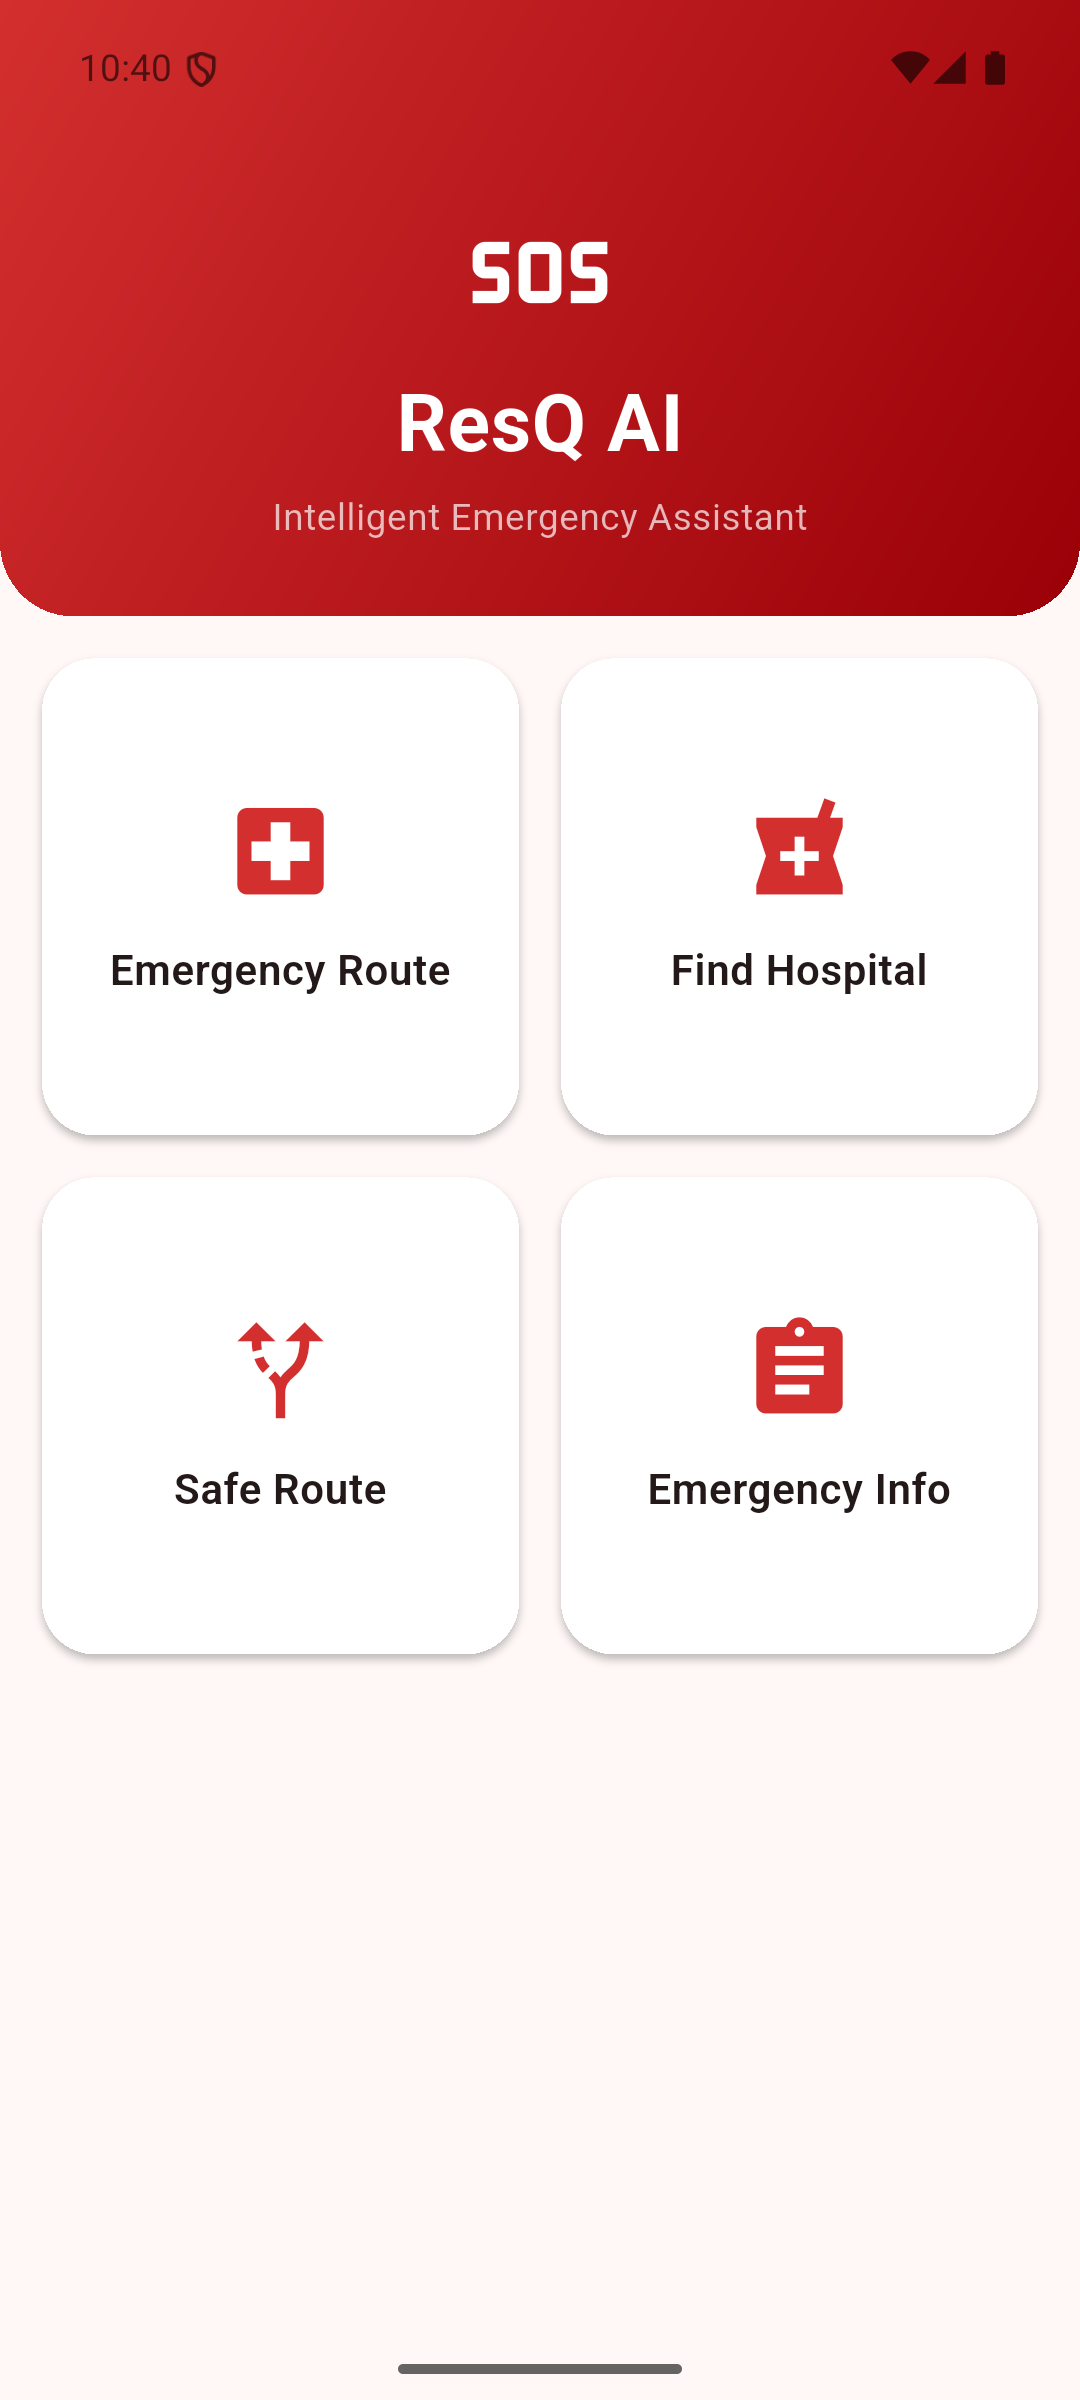 10:40
SOS
ResQ AI
Intelligent Emergency Assistant
Emergency Route
Find Hospital
Safe Route
Emergency Info